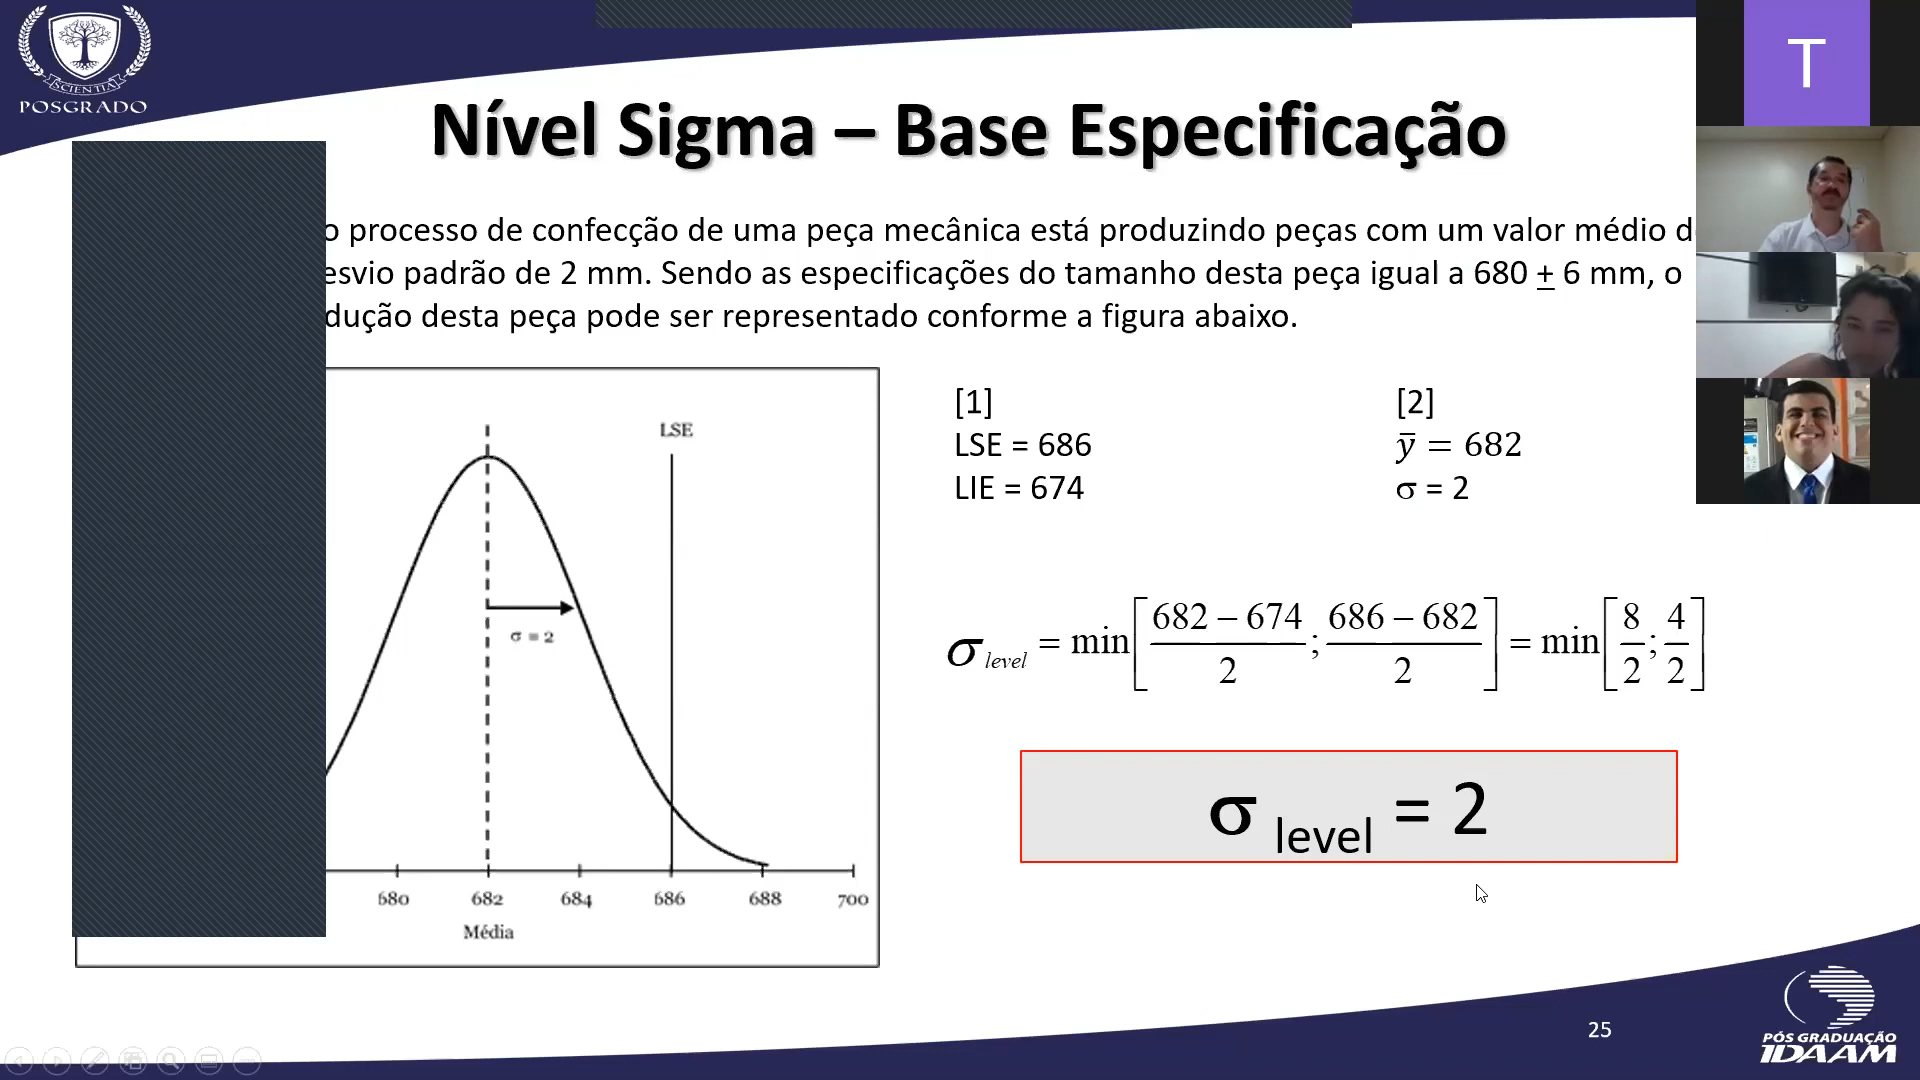 SCIENTIA
POSGRADO
T
Nível Sigma – Base Especificação
o processo de confecção de uma peça mecânica está produzindo peças com um valor médio d
esvio padrão de 2 mm. Sendo as especificações do tamanho desta peça igual a 680 + 6 mm, o
dução desta peça pode ser representado conforme a figura abaixo.
LSE
σ = 2
680 682 684 686 688 700
Média
[1]
LSE = 686
LIE = 674
[2]
ȳ = 682
σ = 2
σ level = min[ (682 – 674)/2 ; (686 – 682)/2 ] = min[ 8/2 ; 4/2 ]
σ level = 2
25
PÓS GRADUAÇÃO
IDAAM